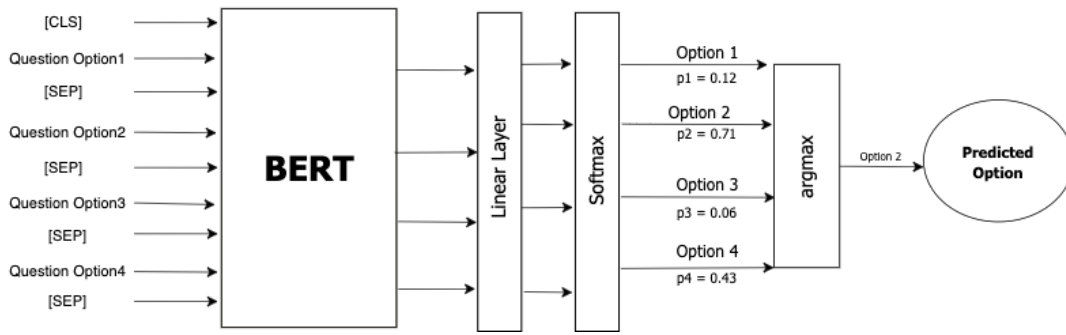 [CLS]
Question Option1
[SEP]
Question Option2
[SEP]
Question Option3
[SEP]
Question Option4
[SEP]
BERT
Linear Layer
Softmax
Option 1
p1 = 0.12
Option 2
p2 = 0.71
Option 3
p3 = 0.06
Option 4
p4 = 0.43
argmax
Option 2
Predicted
Option